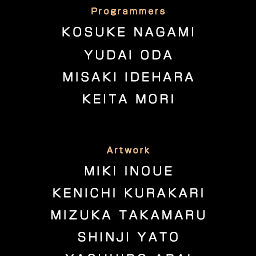 Programmers
KOSUKE NAGAMI
YUDAI ODA
MISAKI IDEHARA
KEITA MORI
Artwork
MIKI INOUE
KENICHI KURAKARI
MIZUKA TAKAMARU
SHINJI YATO